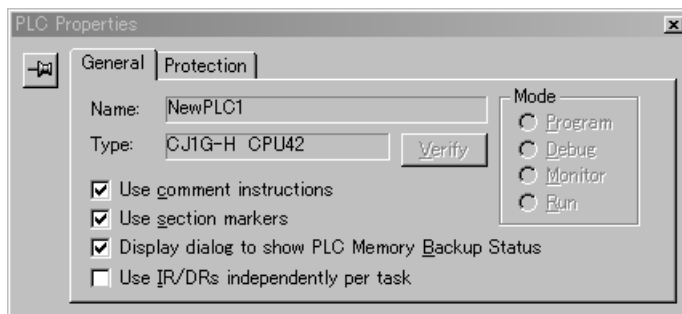 PLC Properties
General Protection
Name: NewPLC1
Type: CJ1G-H CPU42 Verify
Mode
Program
Debug
Monitor
Run
Use comment instructions
Use section markers
Display dialog to show PLC Memory Backup Status
Use IR/DRs independently per task